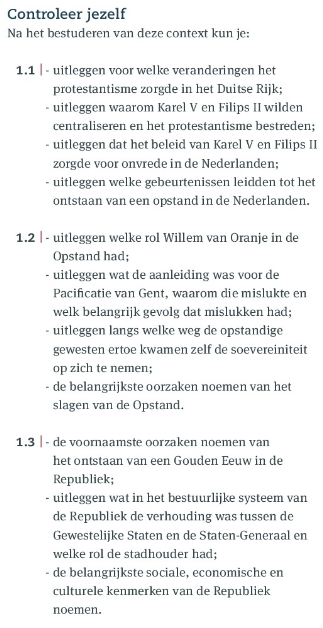 Controleer jezelf
Na het bestuderen van deze context kun je:
1.1 | - uitleggen voor welke veranderingen het
protestantisme zorgde in het Duitse Rijk;
- uitleggen waarom Karel V en Filips II wilden
centraliseren en het protestantisme bestreden;
- uitleggen dat het beleid van Karel V en Filips II
zorgde voor onvrede in de Nederlanden;
- uitleggen welke gebeurtenissen leidden tot het
ontstaan van een opstand in de Nederlanden.
1.2 | - uitleggen welke rol Willem van Oranje in de
Opstand had;
- uitleggen wat de aanleiding was voor de
Pacificatie van Gent, waarom die mislukte en
welk belangrijk gevolg dat mislukken had;
- uitleggen langs welke weg de opstandige
gewesten ertoe kwamen zelf de soevereiniteit
op zich te nemen;
- de belangrijkste oorzaken noemen van het
slagen van de Opstand.
1.3 | - de voornaamste oorzaken noemen van
het ontstaan van een Gouden Eeuw in de
Republiek;
- uitleggen wat in het bestuurlijke systeem van
de Republiek de verhouding was tussen de
Gewestelijke Staten en de Staten-Generaal en
welke rol de stadhouder had;
- de belangrijkste sociale, economische en
culturele kenmerken van de Republiek
noemen.